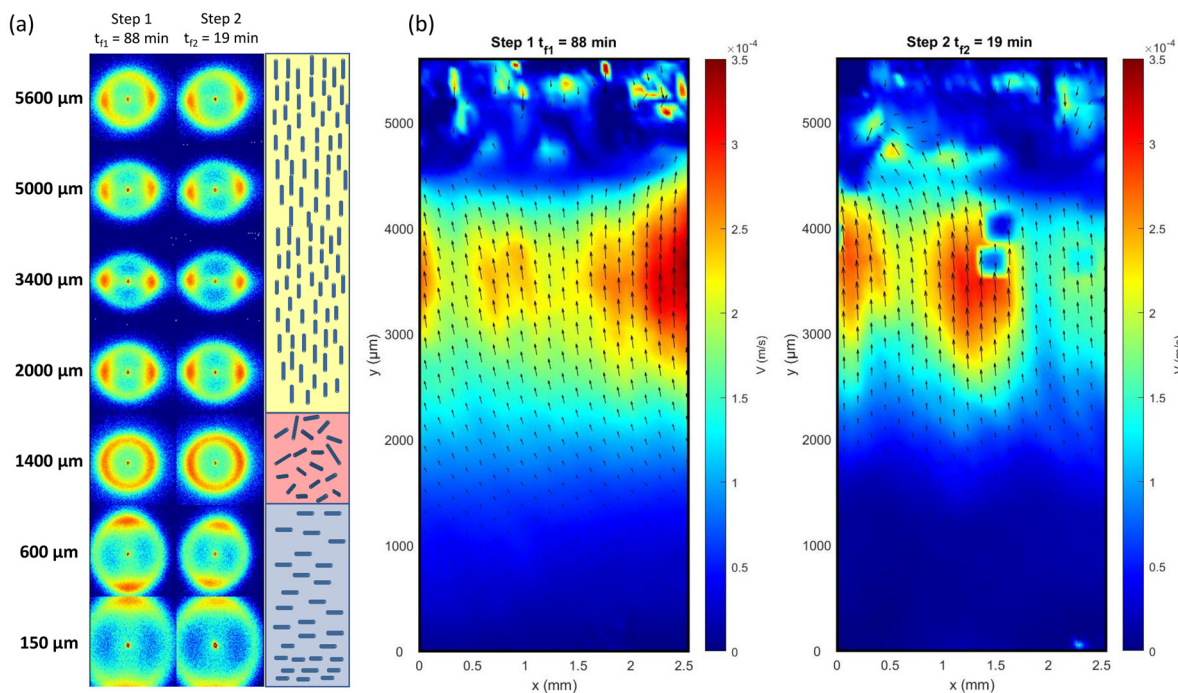 (a)
Step 1
t_f1 = 88 min
Step 2
t_f2 = 19 min
5600 µm
5000 µm
3400 µm
2000 µm
1400 µm
600 µm
150 µm
(b)
Step 1 t_f1 = 88 min
×10⁻⁴
y (µm)
5000
4000
3000
2000
1000
0
0
0.5
1
1.5
2
2.5
x (mm)
3.5
3
2.5
2
1.5
1
0.5
0
V (m/s)
Step 2 t_f2 = 19 min
×10⁻⁴
y (µm)
5000
4000
3000
2000
1000
0
0
0.5
1
1.5
2
2.5
x (mm)
3.5
3
2.5
2
1.5
1
0.5
0
V (m/s)